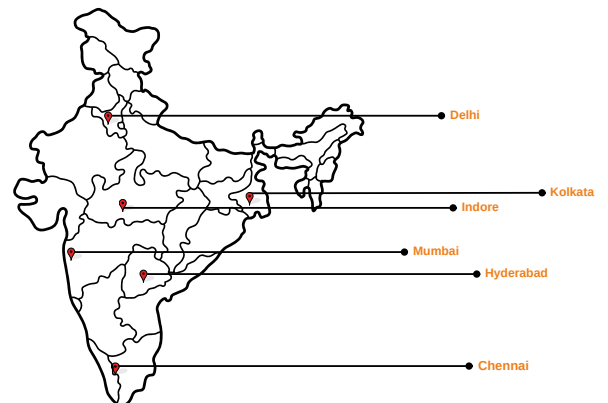 Delhi
Kolkata
Indore
Mumbai
Hyderabad
Chennai